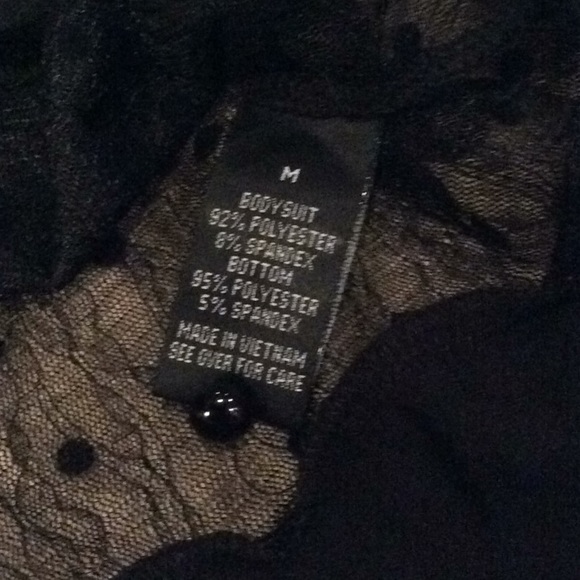 M
BODYSUIT
92% POLYESTER
8% SPANDEX
BOTTOM
95% POLYESTER
5% SPANDEX
MADE IN VIETNAM
SEE OVER FOR CARE